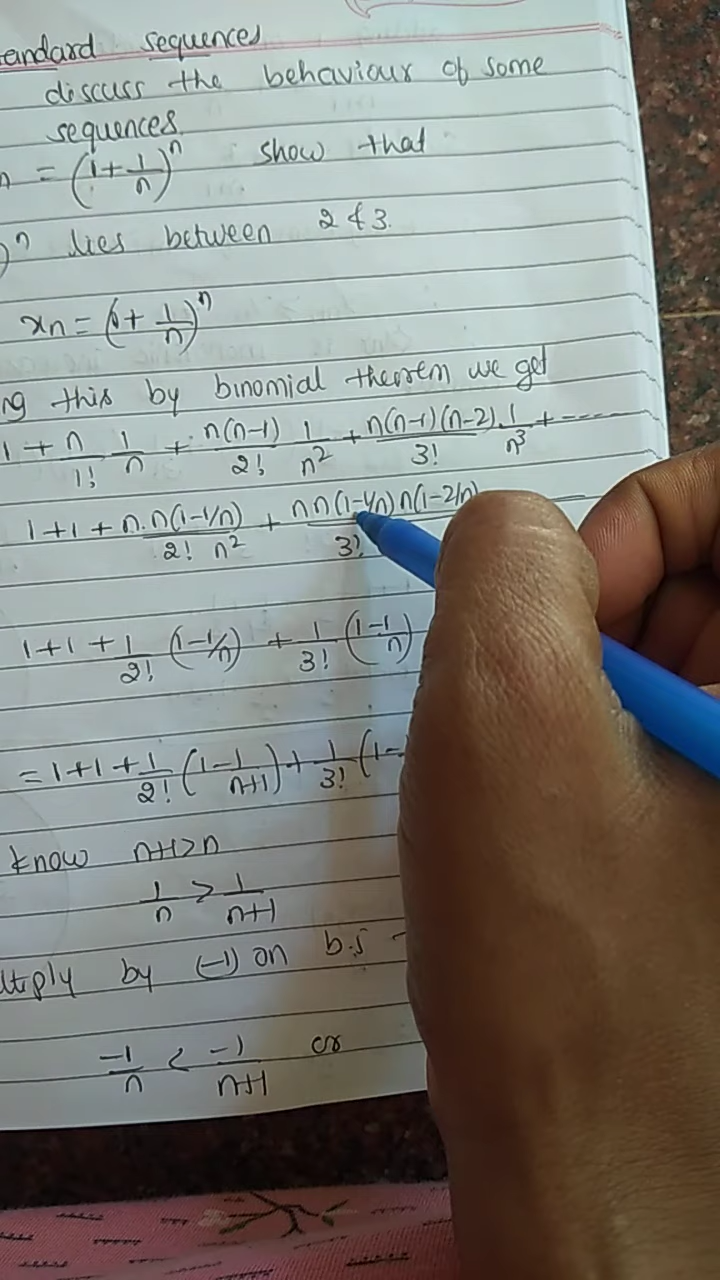 andard sequences
discuss the behaviour of some
sequences.
n = (1+1/n)^n show that
)^n lies between 2 & 3.
xn = (1+1/n)^n
ng this by binomial theorem we get
1 + n/1! 1/n + n(n-1)/2! 1/n^2 + n(n-1)(n-2)/3! . 1/n^3 + -----
1+1+ n.n(1-1/n)/2! n^2 + n n(1-1/n) n(1-2/n)/3!
1+1+1/2! (1-1/n) + 1/3! (1-1/n)
= 1+1+1/2! (1-1/n+1) + 1/3! (1-
know n+1>n
1/n > 1/n+1
ltiply by (-1) on b.s -
-1/n < -1/n+1 or